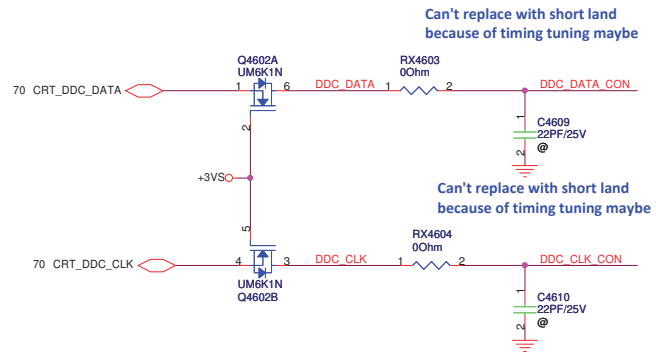 Can't replace with short land
because of timing tuning maybe
Q4602A
UM6K1N
RX4603
0Ohm
70 CRT_DDC_DATA
1
6
DDC_DATA
1
2
DDC_DATA_CON
2
1
C4609
22PF/25V
2
@
+3VS
Can't replace with short land
because of timing tuning maybe
5
RX4604
0Ohm
70 CRT_DDC_CLK
4
3
DDC_CLK
1
2
DDC_CLK_CON
UM6K1N
Q4602B
1
C4610
22PF/25V
2
@